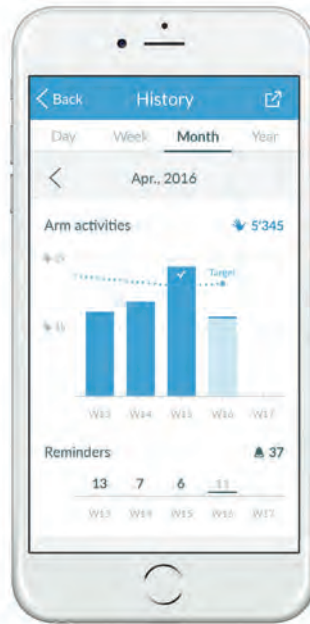 Back History
Day Week Month Year
Apr., 2016
Arm activities 5'345
Target
W13 W14 W15 W16 W17
Reminders 37
13 7 6 11
W13 W14 W15 W16 W17